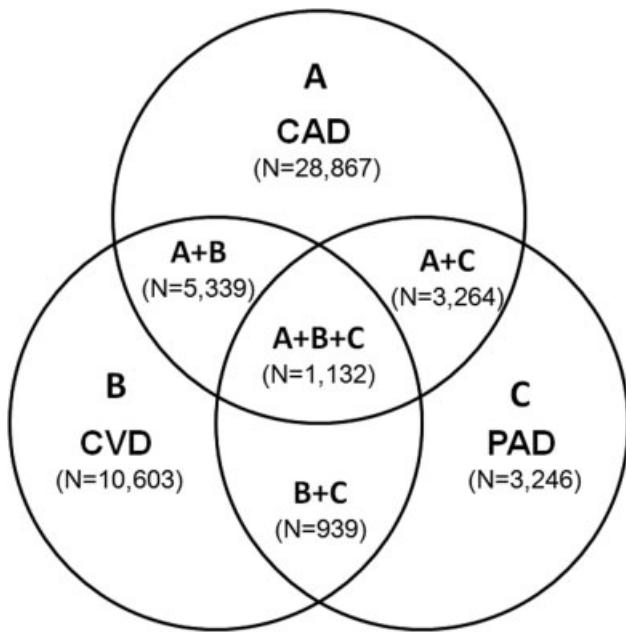 A
CAD
(N=28,867)
A+B
(N=5,339)
A+C
(N=3,264)
A+B+C
(N=1,132)
B
CVD
(N=10,603)
C
PAD
(N=3,246)
B+C
(N=939)